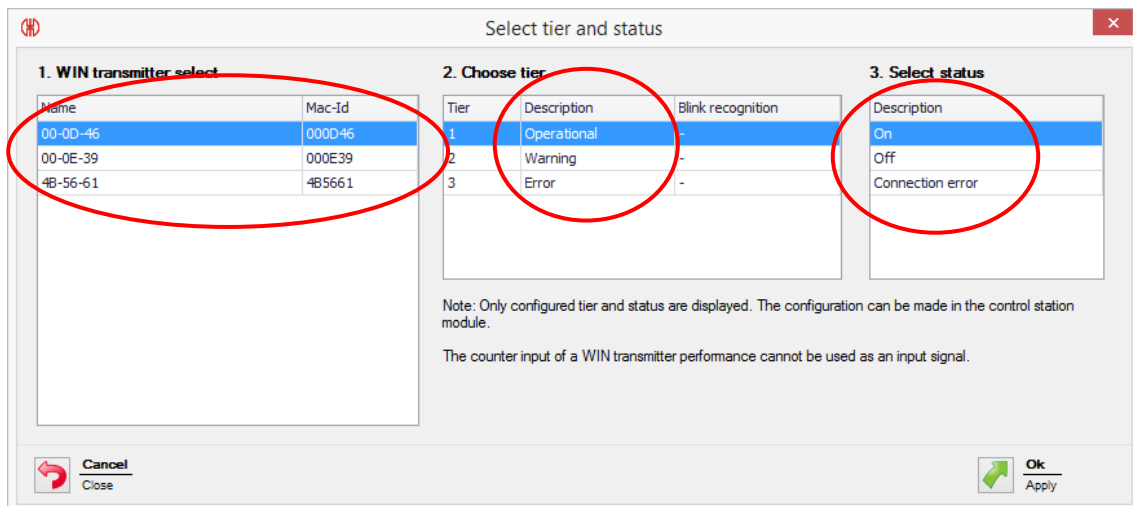 Select tier and status
1. WIN transmitter select
Name Mac-Id
00-0D-46 000D46
00-0E-39 000E39
4B-56-61 4B5661
2. Choose tier
Tier Description Blink recognition
1 Operational -
2 Warning -
3 Error -
3. Select status
Description
On
Off
Connection error
Note: Only configured tier and status are displayed. The configuration can be made in the control station
module.
The counter input of a WIN transmitter performance cannot be used as an input signal.
Cancel
Close
Ok
Apply